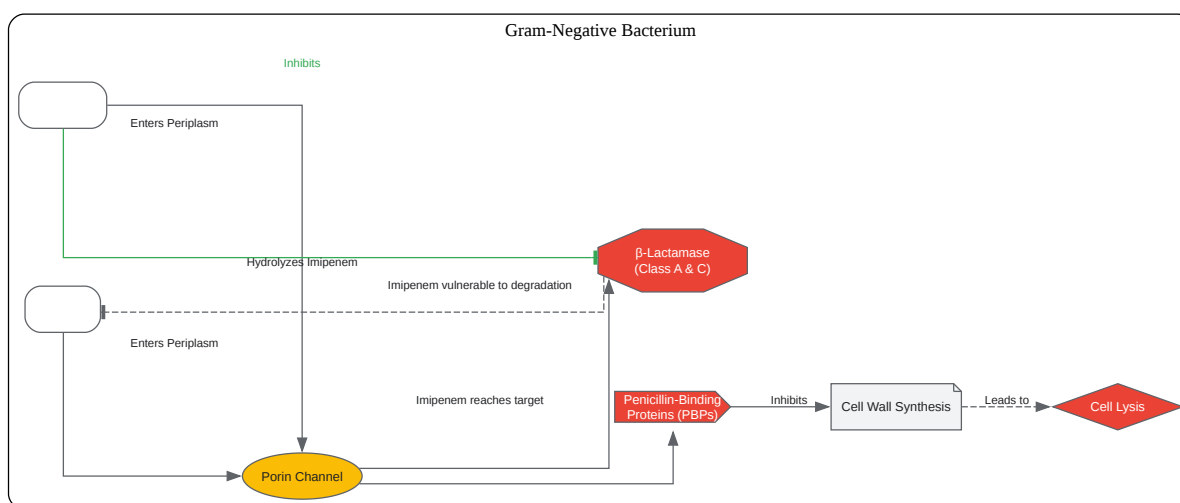 Gram-Negative Bacterium
Inhibits
Enters Periplasm
β-Lactamase
(Class A & C)
Hydrolyzes Imipenem
Imipenem vulnerable to degradation
Enters Periplasm
Imipenem reaches target
Penicillin-Binding
Proteins (PBPs)
Inhibits
Cell Wall Synthesis
Leads to
Cell Lysis
Porin Channel